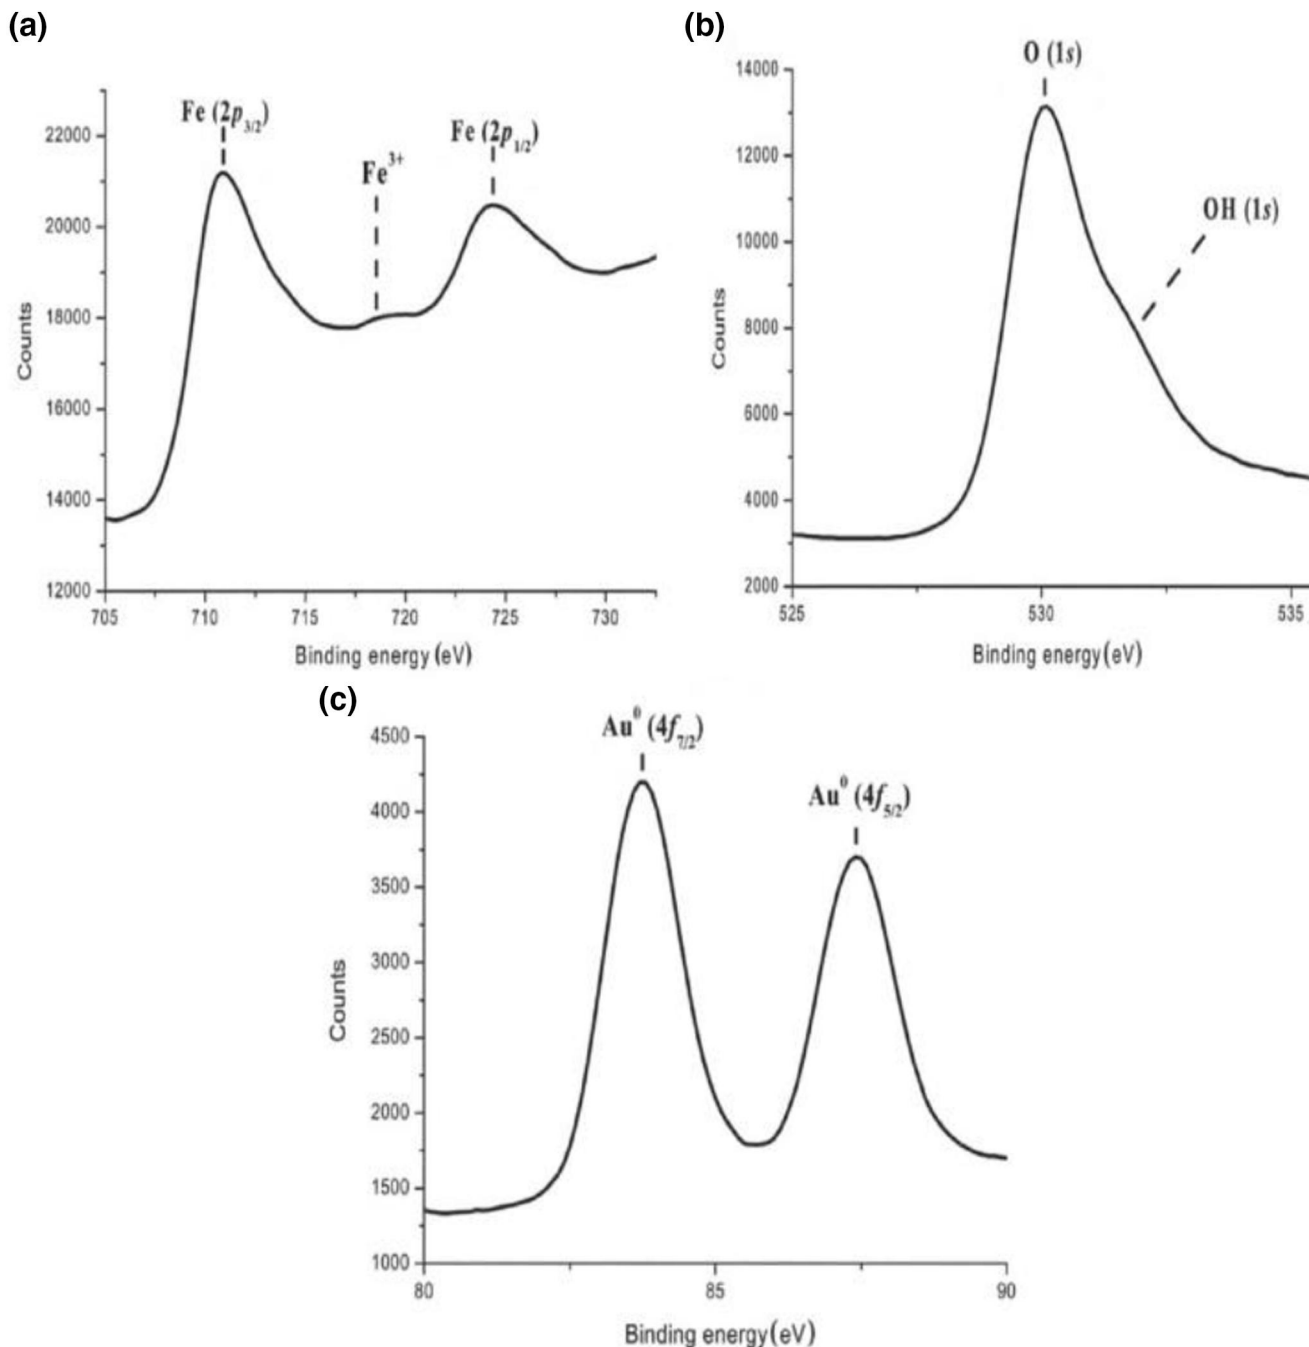 (a)
Fe (2p3/2)
Fe3+
Fe (2p1/2)
22000
20000
18000
16000
14000
12000
Counts
705
710
715
720
725
730
Binding energy (eV)
(b)
O (1s)
OH (1s)
14000
12000
10000
8000
6000
4000
2000
Counts
525
530
535
Binding energy (eV)
(c)
Au0 (4f7/2)
Au0 (4f5/2)
4500
4000
3500
3000
2500
2000
1500
1000
Counts
80
85
90
Binding energy (eV)